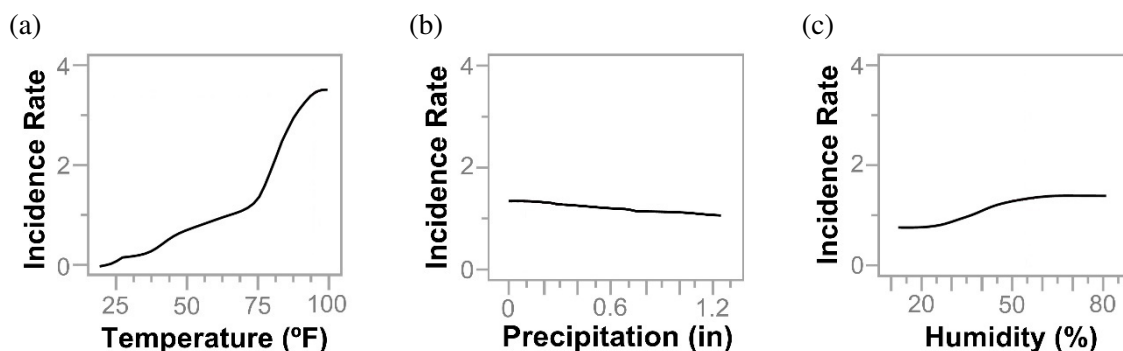 (a)
4
2
0
Incidence Rate
25 50 75 100
Temperature (ºF)
(b)
4
2
0
Incidence Rate
0 0.6 1.2
Precipitation (in)
(c)
4
2
0
Incidence Rate
20 50 80
Humidity (%)